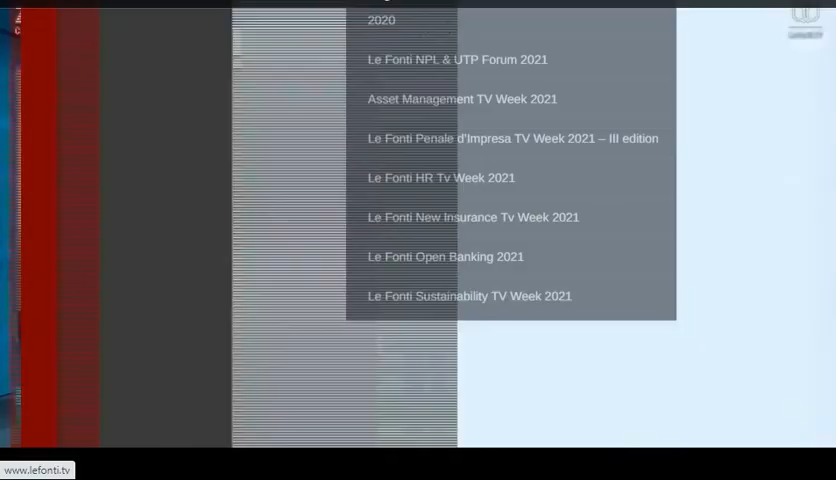 2020
Le Fonti NPL & UTP Forum 2021
Asset Management TV Week 2021
Le Fonti Penale d'Impresa TV Week 2021 – III edition
Le Fonti HR Tv Week 2021
Le Fonti New Insurance Tv Week 2021
Le Fonti Open Banking 2021
Le Fonti Sustainability TV Week 2021
www.lefonti.tv